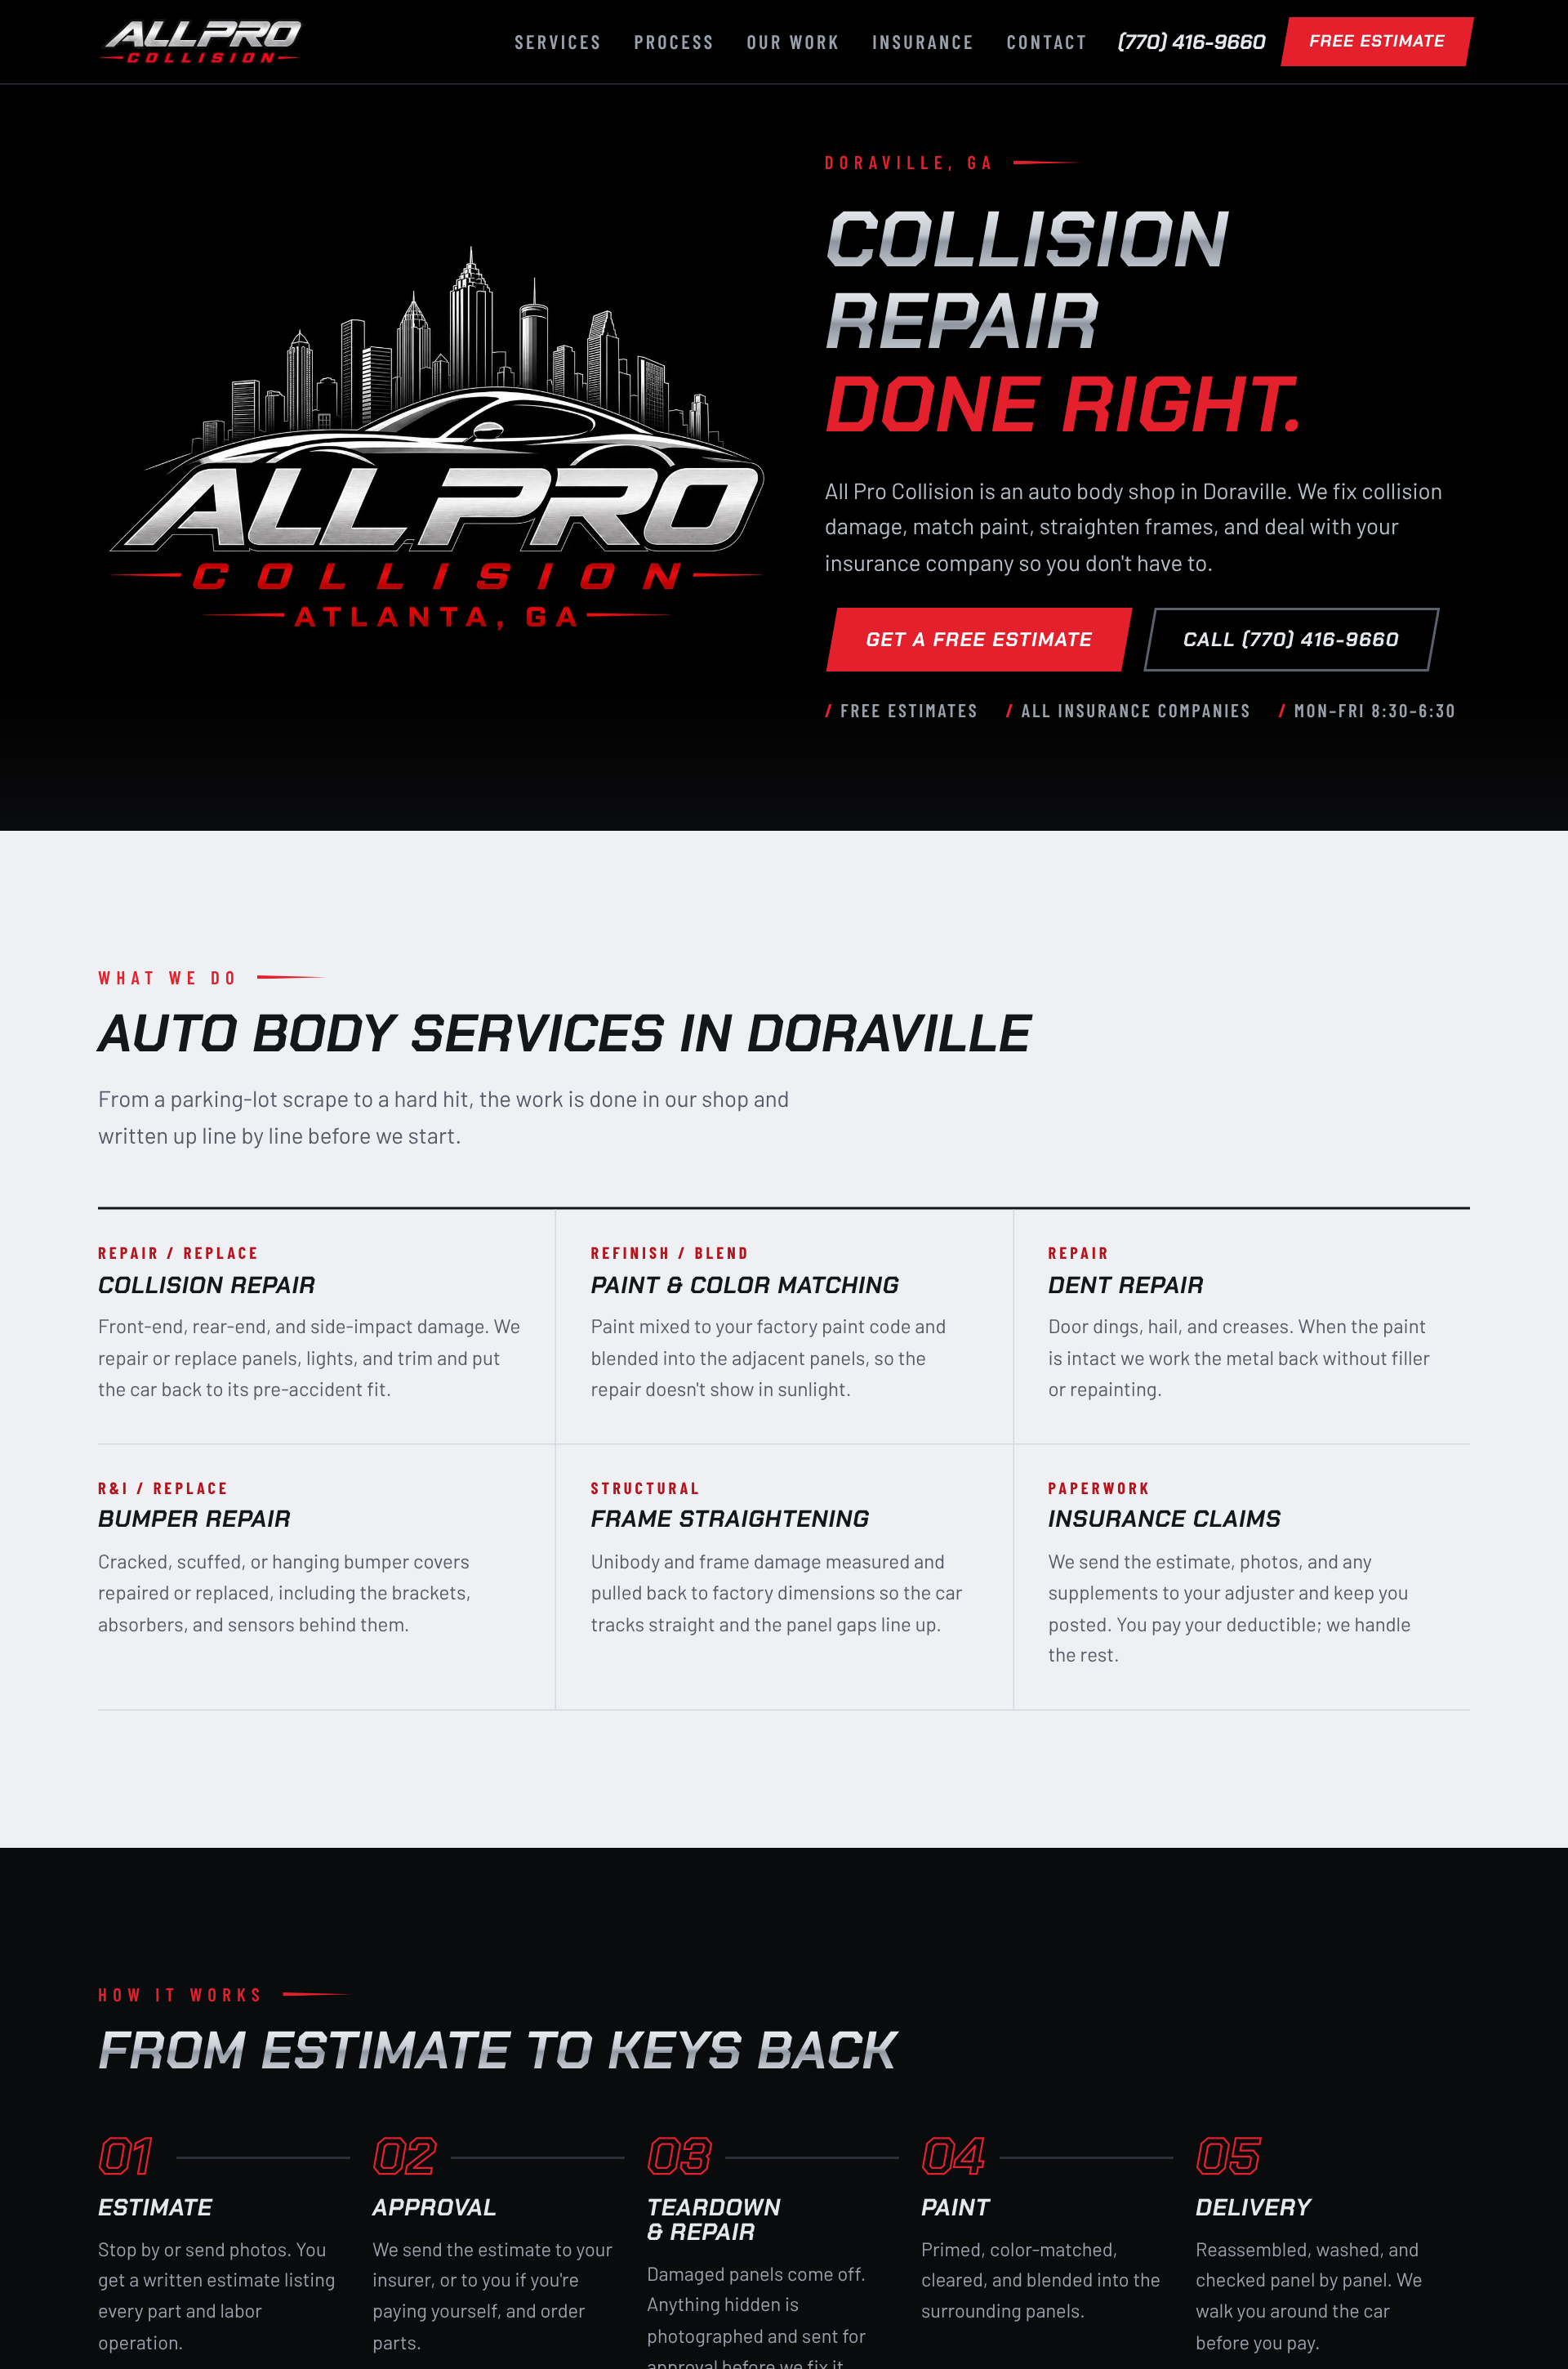 ALL PRO
COLLISION
SERVICES PROCESS OUR WORK INSURANCE CONTACT (770) 416-9660 FREE ESTIMATE
ALL PRO
COLLISION
ATLANTA, GA
DORAVILLE, GA
COLLISION
REPAIR
DONE RIGHT.
All Pro Collision is an auto body shop in Doraville. We fix collision
damage, match paint, straighten frames, and deal with your
insurance company so you don't have to.
GET A FREE ESTIMATE CALL (770) 416-9660
/ FREE ESTIMATES / ALL INSURANCE COMPANIES / MON–FRI 8:30–6:30
WHAT WE DO
AUTO BODY SERVICES IN DORAVILLE
From a parking-lot scrape to a hard hit, the work is done in our shop and
written up line by line before we start.
REPAIR / REPLACE
COLLISION REPAIR
Front-end, rear-end, and side-impact damage. We
repair or replace panels, lights, and trim and put
the car back to its pre-accident fit.
REFINISH / BLEND
PAINT & COLOR MATCHING
Paint mixed to your factory paint code and
blended into the adjacent panels, so the
repair doesn't show in sunlight.
REPAIR
DENT REPAIR
Door dings, hail, and creases. When the paint
is intact we work the metal back without filler
or repainting.
R&I / REPLACE
BUMPER REPAIR
Cracked, scuffed, or hanging bumper covers
repaired or replaced, including the brackets,
absorbers, and sensors behind them.
STRUCTURAL
FRAME STRAIGHTENING
Unibody and frame damage measured and
pulled back to factory dimensions so the car
tracks straight and the panel gaps line up.
PAPERWORK
INSURANCE CLAIMS
We send the estimate, photos, and any
supplements to your adjuster and keep you
posted. You pay your deductible; we handle
the rest.
HOW IT WORKS
FROM ESTIMATE TO KEYS BACK
01
ESTIMATE
Stop by or send photos. You
get a written estimate listing
every part and labor
operation.
02
APPROVAL
We send the estimate to your
insurer, or to you if you're
paying yourself, and order
parts.
03
TEARDOWN
& REPAIR
Damaged panels come off.
Anything hidden is
photographed and sent for
approval before we fix it.
04
PAINT
Primed, color-matched,
cleared, and blended into the
surrounding panels.
05
DELIVERY
Reassembled, washed, and
checked panel by panel. We
walk you around the car
before you pay.